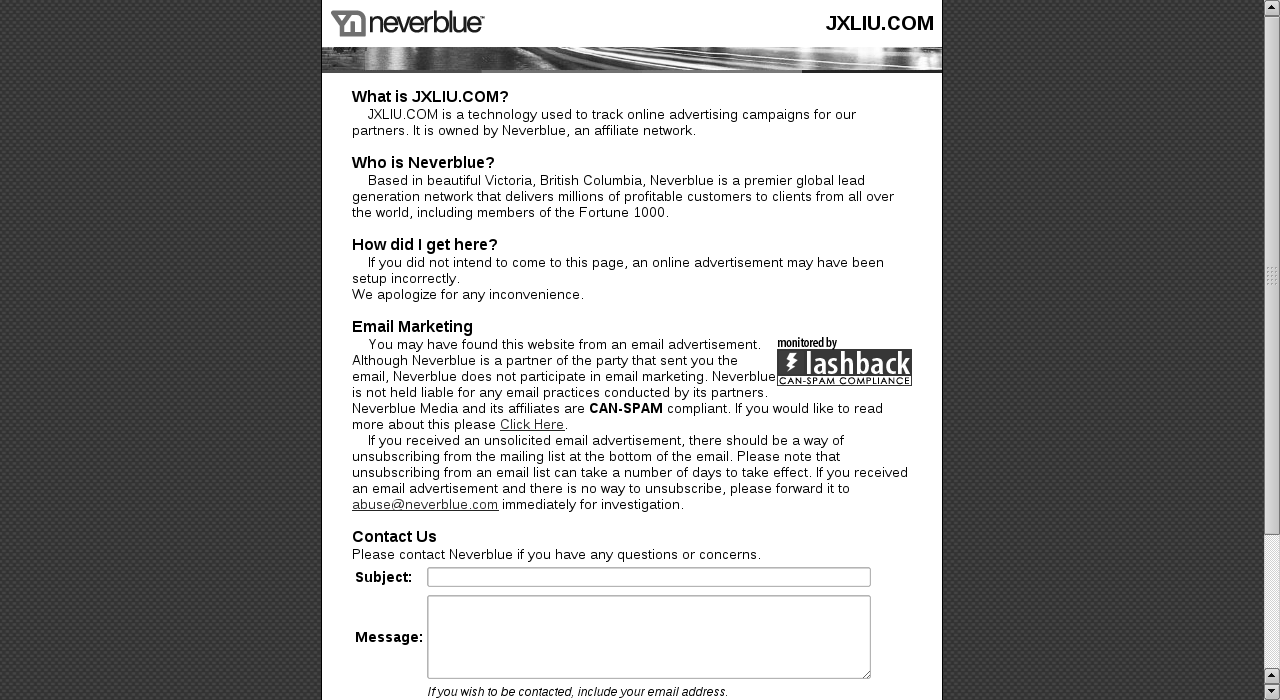 neverblue™
JXLIU.COM
What is JXLIU.COM?
JXLIU.COM is a technology used to track online advertising campaigns for our
partners. It is owned by Neverblue, an affiliate network.
Who is Neverblue?
Based in beautiful Victoria, British Columbia, Neverblue is a premier global lead
generation network that delivers millions of profitable customers to clients from all over
the world, including members of the Fortune 1000.
How did I get here?
If you did not intend to come to this page, an online advertisement may have been
setup incorrectly.
We apologize for any inconvenience.
Email Marketing
You may have found this website from an email advertisement.
Although Neverblue is a partner of the party that sent you the
email, Neverblue does not participate in email marketing. Neverblue
is not held liable for any email practices conducted by its partners.
Neverblue Media and its affiliates are CAN-SPAM compliant. If you would like to read
more about this please Click Here.
monitored by
lashback
CAN-SPAM COMPLIANCE
If you received an unsolicited email advertisement, there should be a way of
unsubscribing from the mailing list at the bottom of the email. Please note that
unsubscribing from an email list can take a number of days to take effect. If you received
an email advertisement and there is no way to unsubscribe, please forward it to
abuse@neverblue.com immediately for investigation.
Contact Us
Please contact Neverblue if you have any questions or concerns.
Subject:
Message:
If you wish to be contacted, include your email address.